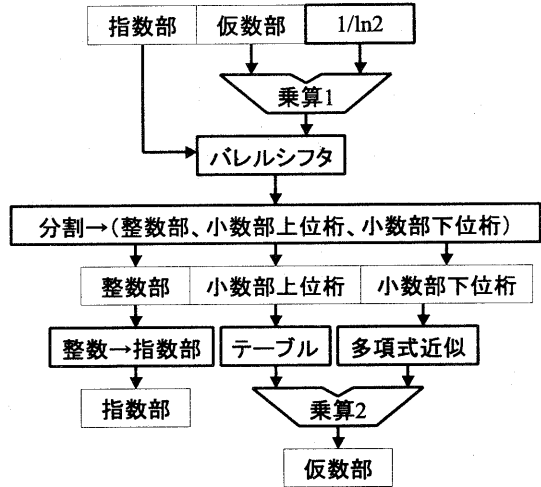 指数部 仮数部 1/ln2
乗算1
バレルシフタ
分割→(整数部、小数部上位桁、小数部下位桁)
整数部 小数部上位桁 小数部下位桁
整数→指数部 テーブル 多項式近似
指数部 乗算2
仮数部